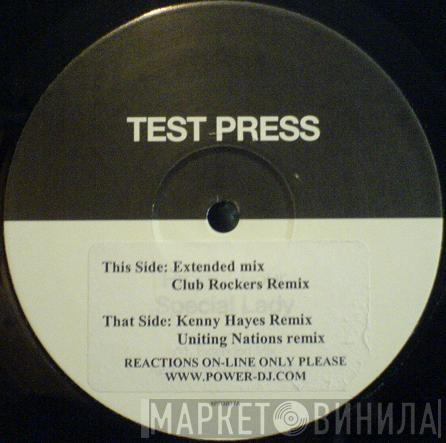 TEST PRESS
This Side: Extended mix
Club Rockers Remix
Special Lady
That Side: Kenny Hayes Remix
Uniting Nations remix
REACTIONS ON-LINE ONLY PLEASE
WWW.POWER-DJ.COM
МАРКЕТ ВИНИЛА